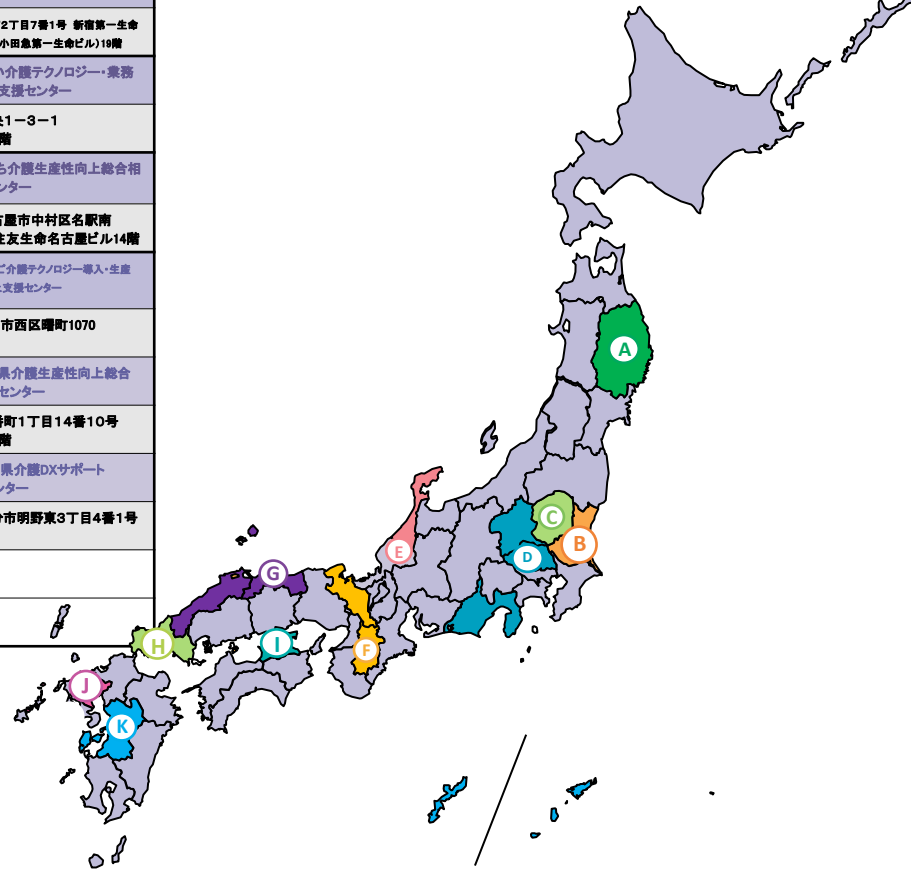 2丁目7番1号 新宿第一生命
小田急第一生命ビル)19階
い介護テクノロジー・業務
支援センター
1-3-1
階
ち介護生産性向上総合相
ンター
古屋市中村区名駅南
住友生命名古屋ビル14階
ご介護テクノロジー導入・生産
支援センター
市西区曙町1070
県介護生産性向上総合
センター
番町1丁目14番10号
階
県介護DXサポート
ンター
市明野東3丁目4番1号
A
C
B
E
D
G
H
I
F
J
K